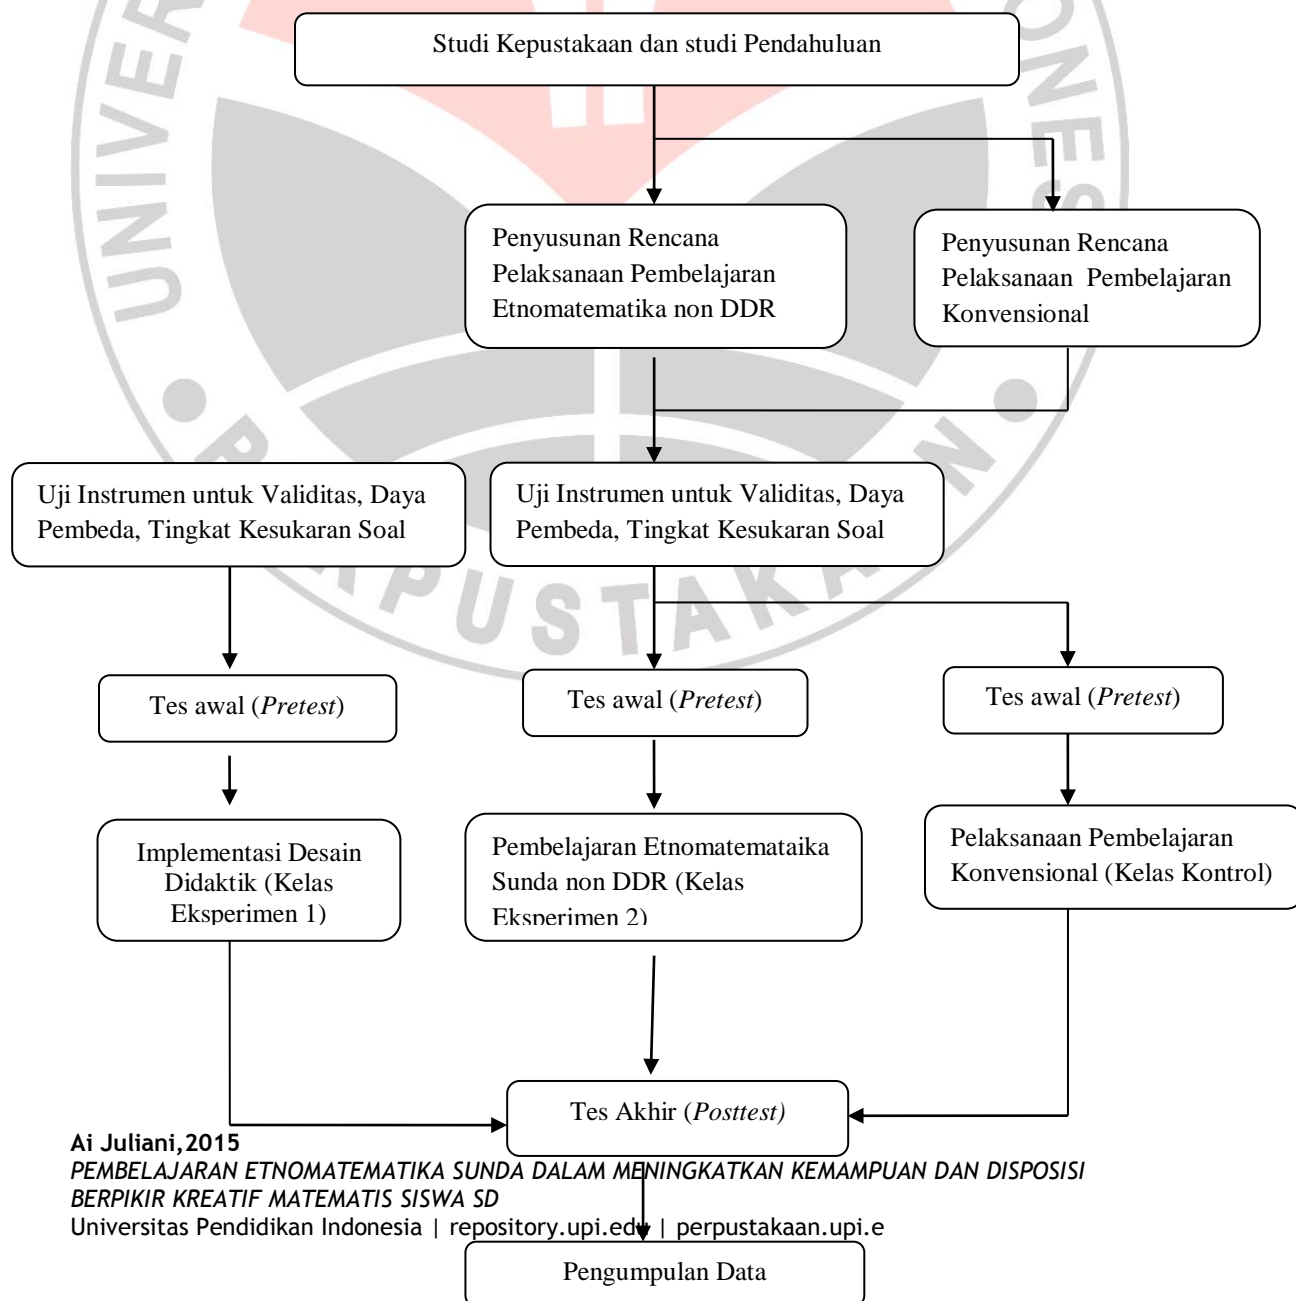 Studi Kepustakaan dan studi Pendahuluan
Penyusunan Rencana
Pelaksanaan Pembelajaran
Etnomatematika non DDR
Penyusunan Rencana
Pelaksanaan Pembelajaran
Konvensional
Uji Instrumen untuk Validitas, Daya
Pembeda, Tingkat Kesukaran Soal
Uji Instrumen untuk Validitas, Daya
Pembeda, Tingkat Kesukaran Soal
Tes awal (Pretest)
Tes awal (Pretest)
Tes awal (Pretest)
Implementasi Desain
Didaktik (Kelas
Eksperimen 1)
Pembelajaran Etnomatemataika
Sunda non DDR (Kelas
Eksperimen 2)
Pelaksanaan Pembelajaran
Konvensional (Kelas Kontrol)
Tes Akhir (Posttest)
Ai Juliani,2015
PEMBELAJARAN ETNOMATEMATIKA SUNDA DALAM MENINGKATKAN KEMAMPUAN DAN DISPOSISI
BERPIKIR KREATIF MATEMATIS SISWA SD
Universitas Pendidikan Indonesia | repository.upi.edu | perpustakaan.upi.e
Pengumpulan Data